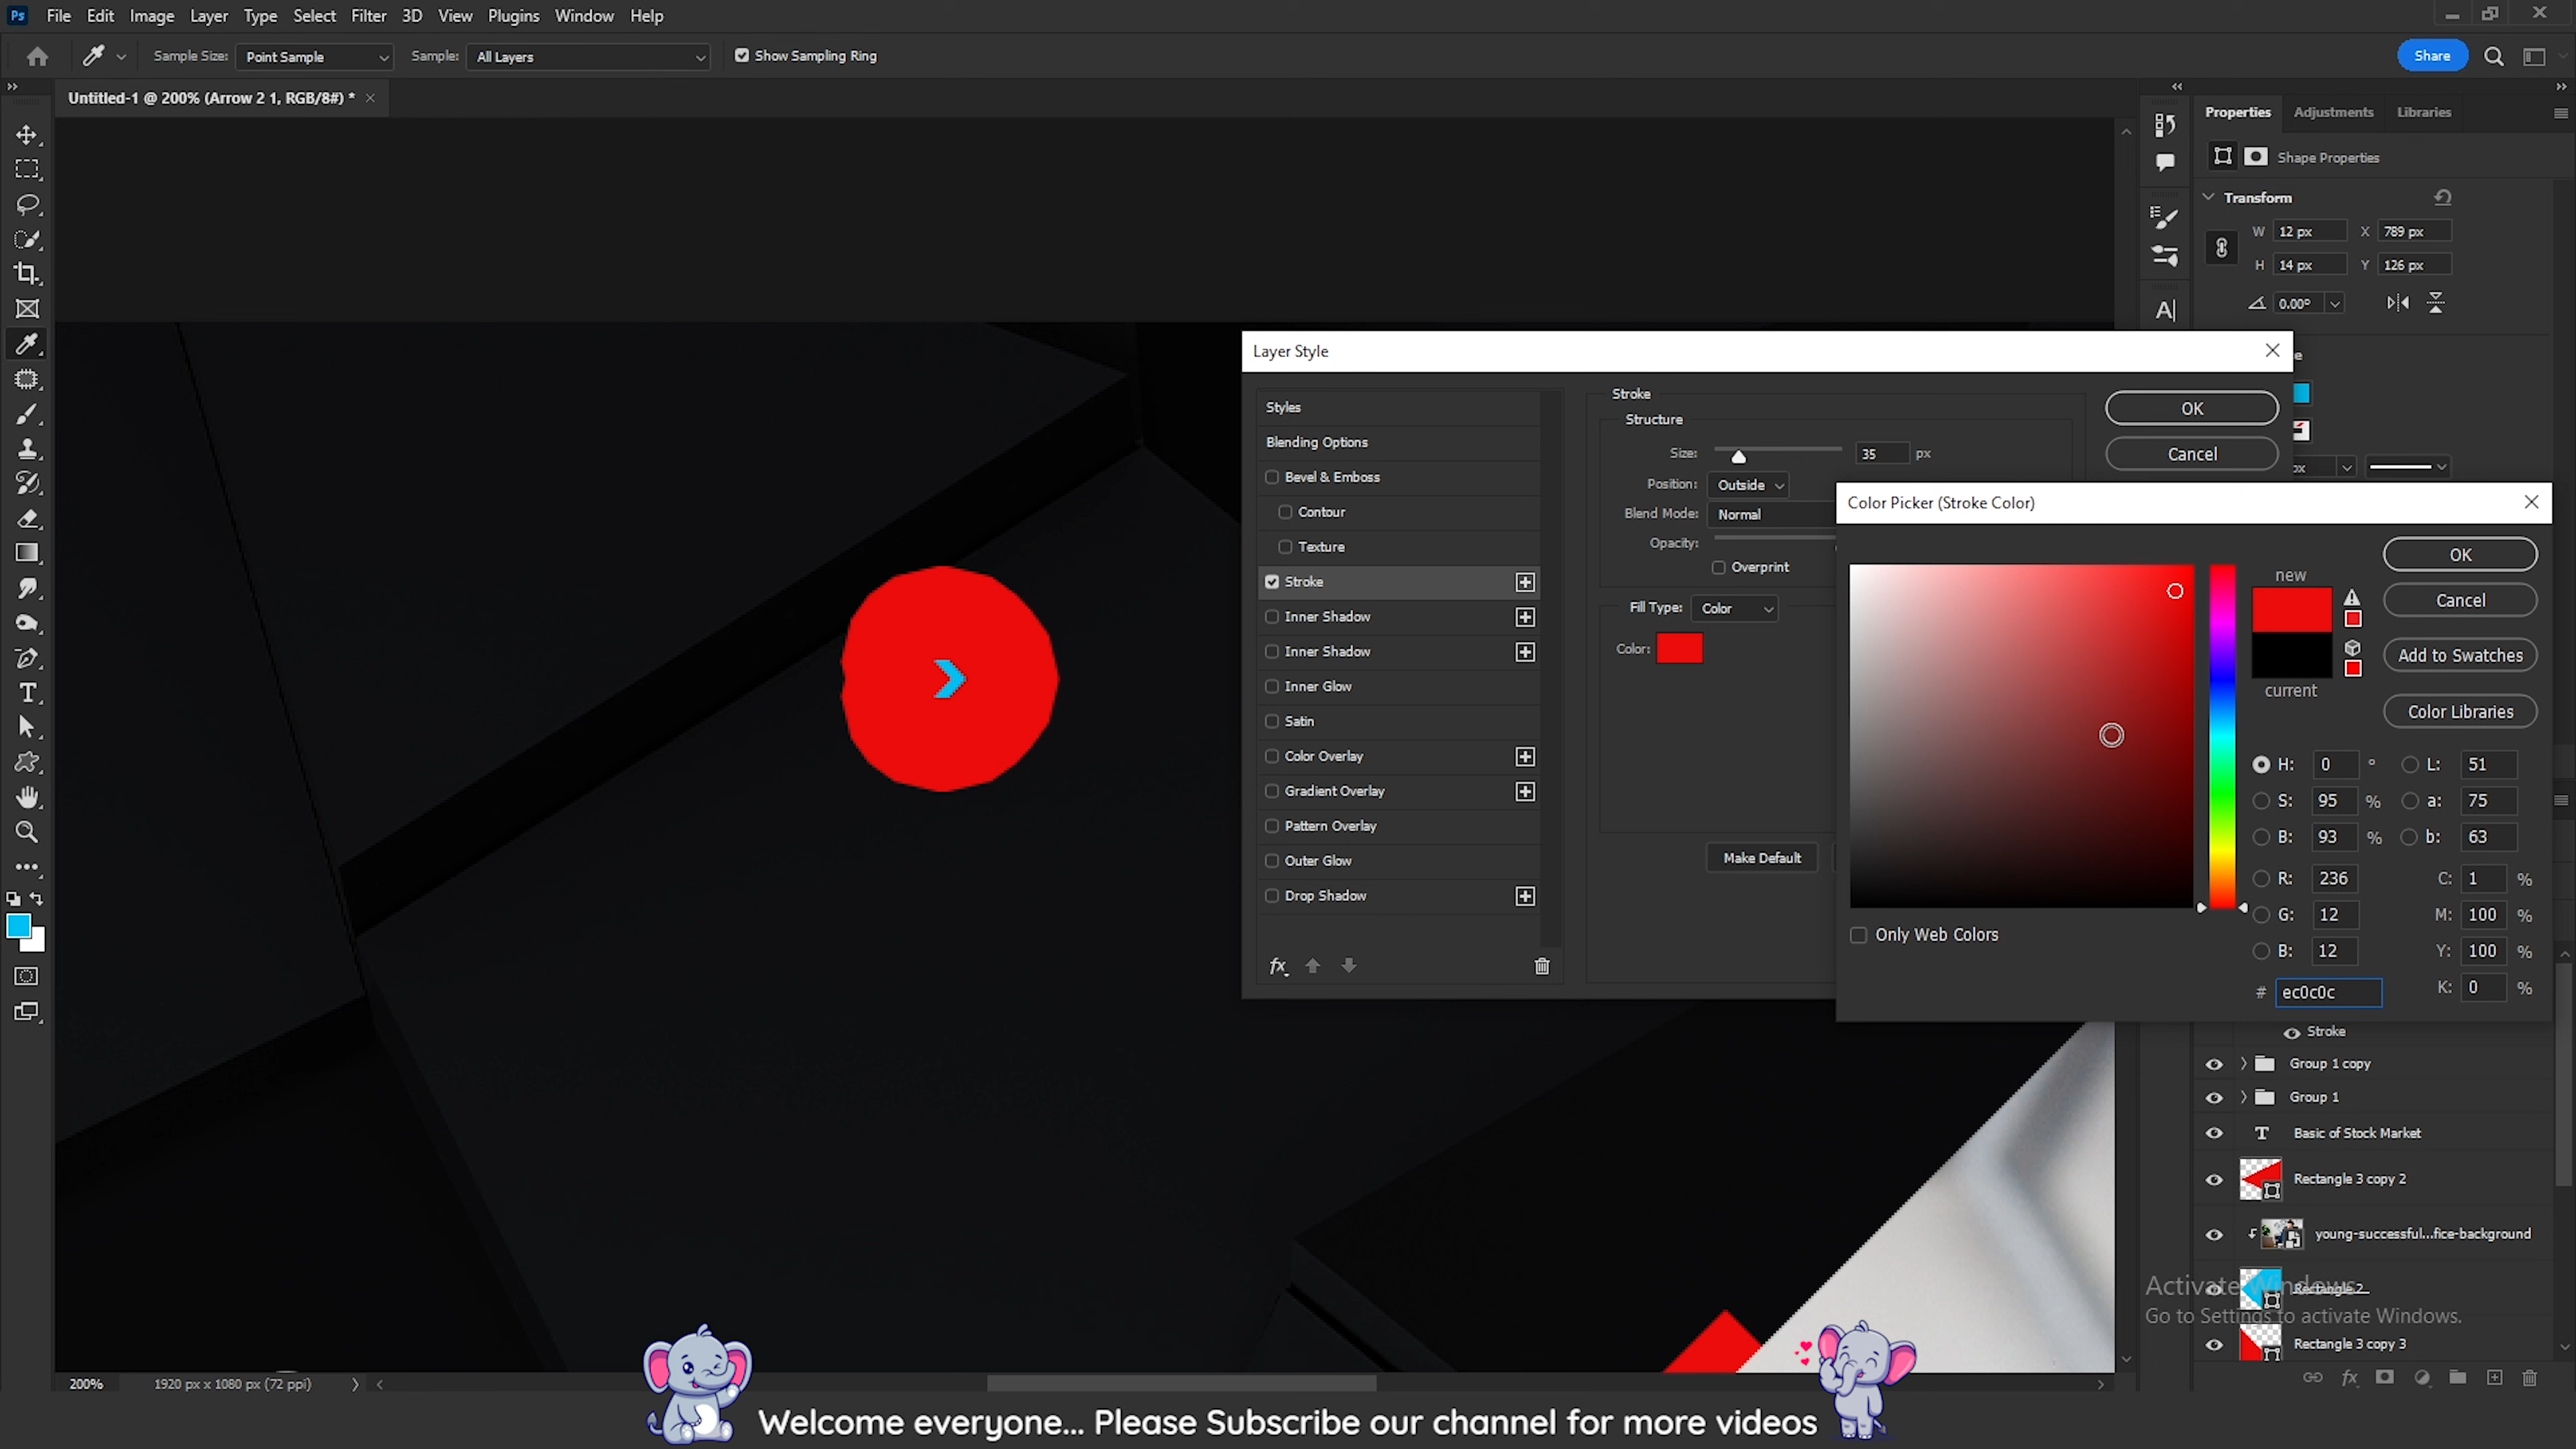 Ps File Edit Image Layer Type Select Filter 3D View Plugins Window Help
Sample Size: Point Sample Sample: All Layers Show Sampling Ring Share
Untitled-1 @ 200% (Arrow 2 1, RGB/8#) *
Properties Adjustments Libraries
Shape Properties
Transform
W 12 px X 789 px
H 14 px Y 126 px
0.00°
Layer Style
Styles
Blending Options
Bevel & Emboss
Contour
Texture
Stroke
Inner Shadow
Inner Shadow
Inner Glow
Satin
Color Overlay
Gradient Overlay
Pattern Overlay
Outer Glow
Drop Shadow
fx
Stroke
Structure
Size: 35 px
Position: Outside
Blend Mode: Normal
Opacity:
Overprint
Fill Type: Color
Color:
Make Default
OK
Cancel
px
Color Picker (Stroke Color)
new
current
OK
Cancel
Add to Swatches
Color Libraries
H: 0 ° L: 51
S: 95 % a: 75
B: 93 % b: 63
R: 236 C: 1 %
G: 12 M: 100 %
B: 12 Y: 100 %
# ec0c0c K: 0 %
Only Web Colors
Stroke
Group 1 copy
Group 1
T Basic of Stock Market
Rectangle 3 copy 2
young-successful...fice-background
Rectangle 2
Rectangle 3 copy 3
Activate Windows
Go to Settings to activate Windows.
200% 1920 px x 1080 px (72 ppi)
fx
Welcome everyone... Please Subscribe our channel for more videos